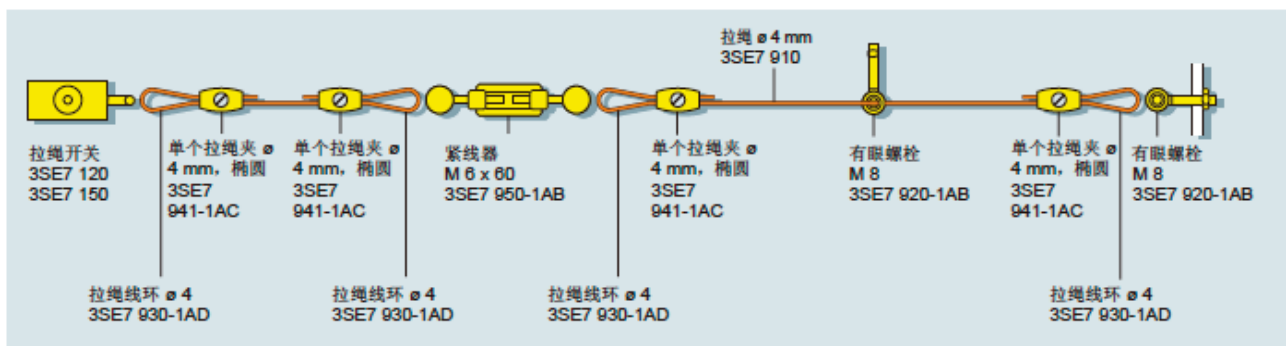 拉绳 ø 4 mm
3SE7 910
拉绳开关
3SE7 120
3SE7 150
单个拉绳夹 ø
4 mm，椭圆
3SE7
941-1AC
单个拉绳夹 ø
4 mm，椭圆
3SE7
941-1AC
紧线器
M 6 x 60
3SE7 950-1AB
单个拉绳夹 ø
4 mm，椭圆
3SE7
941-1AC
有眼螺栓
M 8
3SE7 920-1AB
单个拉绳夹 ø
4 mm，椭圆
3SE7
941-1AC
有眼螺栓
M 8
3SE7 920-1AB
拉绳线环 ø 4
3SE7 930-1AD
拉绳线环 ø 4
3SE7 930-1AD
拉绳线环 ø 4
3SE7 930-1AD
拉绳线环 ø 4
3SE7 930-1AD